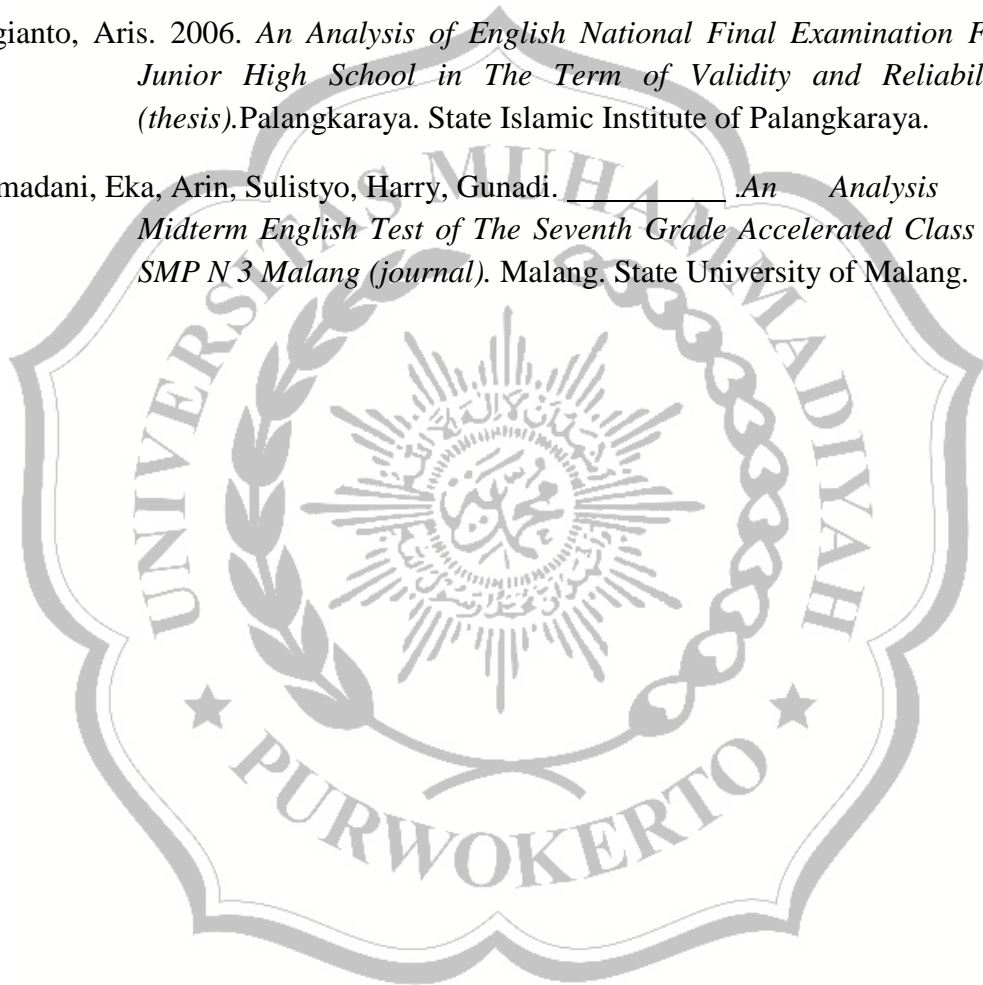 gianto, Aris. 2006. An Analysis of English National Final Examination F
Junior High School in The Term of Validity and Reliabil
(thesis).Palangkaraya. State Islamic Institute of Palangkaraya.
madani, Eka, Arin, Sulistyo, Harry, Gunadi. __________ .An Analysis
Midterm English Test of The Seventh Grade Accelerated Class
SMP N 3 Malang (journal). Malang. State University of Malang.
UNIVERSITAS MUHAMMADIYAH
PURWOKERTO